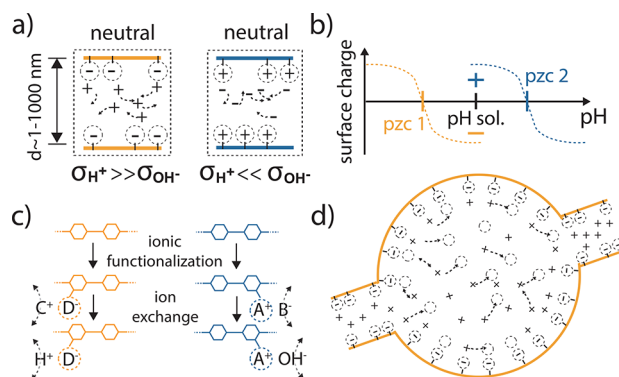 a)
neutral
neutral
d~1-1000 nm
σH⁺>>σOH⁻
σH⁺<< σOH⁻
b)
surface charge
+
pzc 2
pzc 1
pH sol.
pH
−
c)
ionic
functionalization
C⁺
D⁻
ion
exchange
A⁺
B⁻
H⁺
D⁻
A⁺
OH⁻
d)